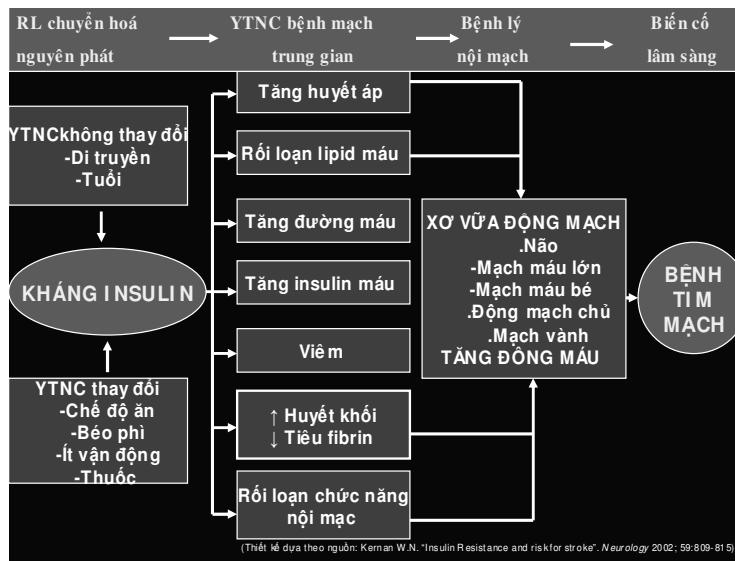 RL chuyển hoá
nguyên phát
YTNC bệnh mạch
trung gian
Bệnh lý
nội mạch
Biến cố
lâm sàng
YTNCkhông thay đổi
-Di truyền
-Tuổi
KHÁNG INSULIN
YTNC thay đổi
-Chế độ ăn
-Béo phì
-Ít vận động
-Thuốc
Tăng huyết áp
Rối loạn lipid máu
Tăng đường máu
Tăng insulin máu
Viêm
↑ Huyết khối
↓ Tiêu fibrin
Rối loạn chức năng
nội mạc
XƠ VỮA ĐỘNG MẠCH
.Não
-Mạch máu lớn
-Mạch máu bé
.Động mạch chủ
.Mạch vành
TĂNG ĐÔNG MÁU
BỆNH
TIM
MẠCH
(Thiết kế dựa theo nguồn: Kernan W.N. "Insulin Resistance and risk for stroke". Neurology 2002; 59:809-815)